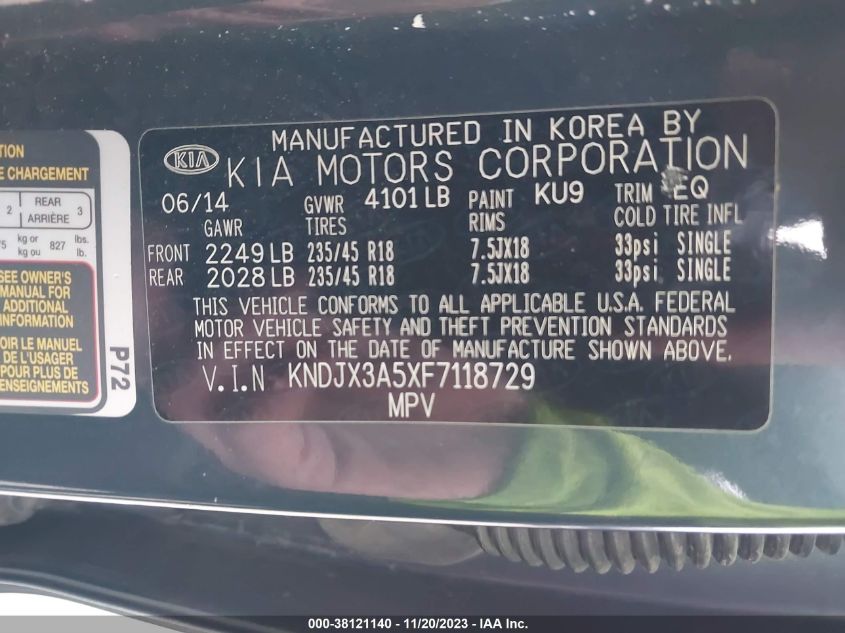 MANUFACTURED IN KOREA BY
KIA KIA MOTORS CORPORATION
06/14 GVWR 4101 LB PAINT KU9 TRIM EQ
GAWR TIRES RIMS COLD TIRE INFL
FRONT 2249 LB 235/45 R18 7.5JX18 33psi SINGLE
REAR 2028 LB 235/45 R18 7.5JX18 33psi SINGLE
THIS VEHICLE CONFORMS TO ALL APPLICABLE U.S.A. FEDERAL
MOTOR VEHICLE SAFETY AND THEFT PREVENTION STANDARDS
IN EFFECT ON THE DATE OF MANUFACTURE SHOWN ABOVE.
V.I.N KNDJX3A5XF7118729
MPV
E CHARGEMENT
2 REAR 3
ARRIÈRE
kg or 827 lbs.
kg ou lb.
SEE OWNER'S
MANUAL FOR
ADDITIONAL
INFORMATION
OIR LE MANUEL
DE L'USAGER
POUR PLUS DE
RENSEIGNEMENTS
P72
000-38121140 - 11/20/2023 - IAA Inc.